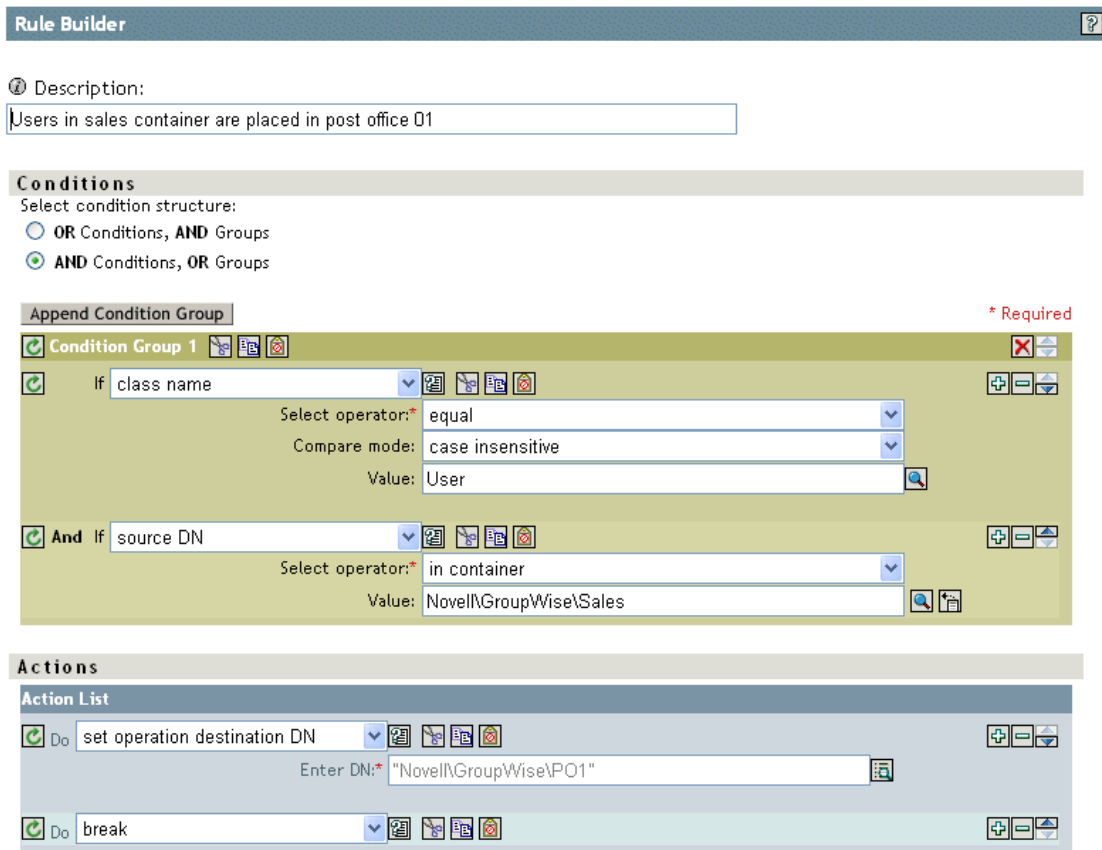 Rule Builder
Description:
Users in sales container are placed in post office 01
Conditions
Select condition structure:
OR Conditions, AND Groups
AND Conditions, OR Groups
Append Condition Group * Required
Condition Group 1
If class name
Select operator:* equal
Compare mode: case insensitive
Value: User
And If source DN
Select operator:* in container
Value: Novell\GroupWise\Sales
Actions
Action List
Do set operation destination DN
Enter DN:* "Novell\GroupWise\PO1"
Do break